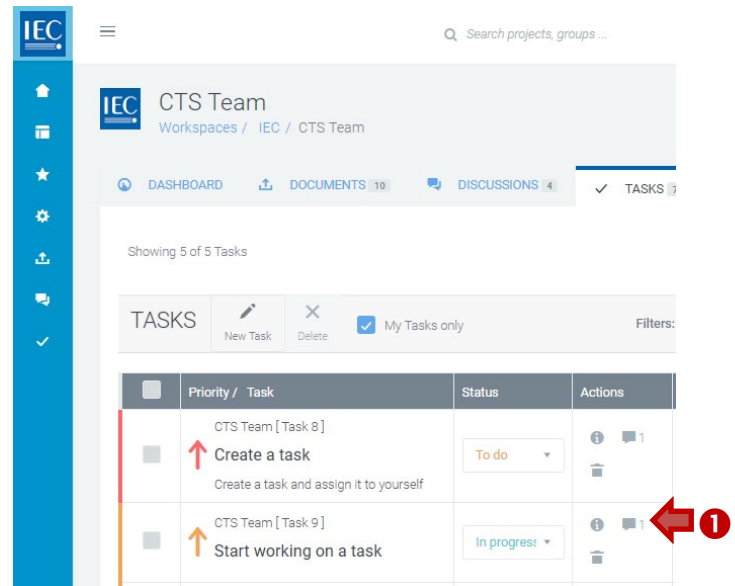 IEC
Search projects, groups ...
IEC
CTS Team
Workspaces / IEC / CTS Team
DASHBOARD DOCUMENTS 10 DISCUSSIONS 4 TASKS 7
Showing 5 of 5 Tasks
TASKS New Task Delete My Tasks only Filters:
Priority / Task Status Actions
CTS Team [ Task 8 ]
Create a task To do 1
Create a task and assign it to yourself
CTS Team [ Task 9 ] 1 1
Start working on a task In progress